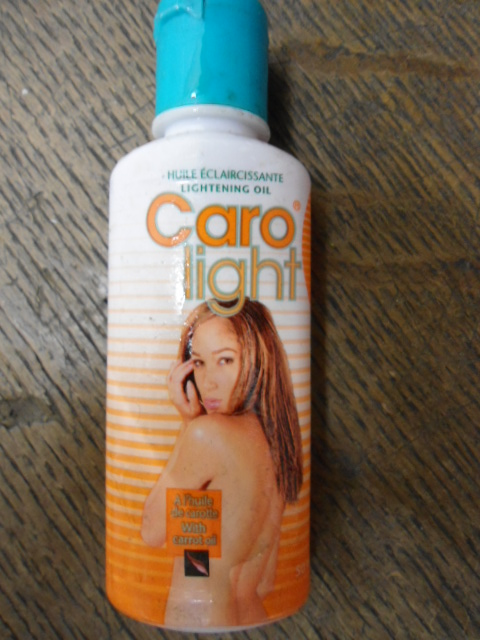 HUILE ÉCLAIRCISSANTE
LIGHTENING OIL
Caro®
light
À l'huile
de carotte
With
carrot oil